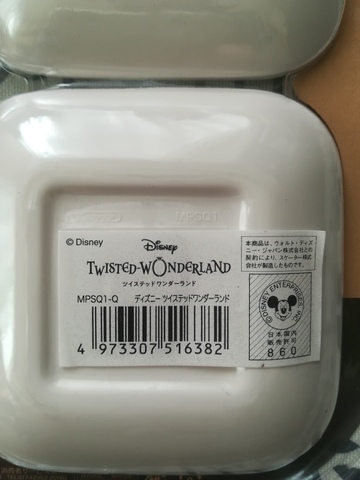 MPSQ1
© Disney
Disney
TWISTED-WONDERLAND
ツイステッドワンダーランド
MPSQ1-Q ディズニー ツイステッドワンダーランド
4 973307 516382
本商品は、ウォルト・ディズ
ニー・ジャパン株式会社との
契約により、スケーター株式会
社が製造したものです。
©DISNEY ENTERPRISES, INC.
日本国内
販売許可
860